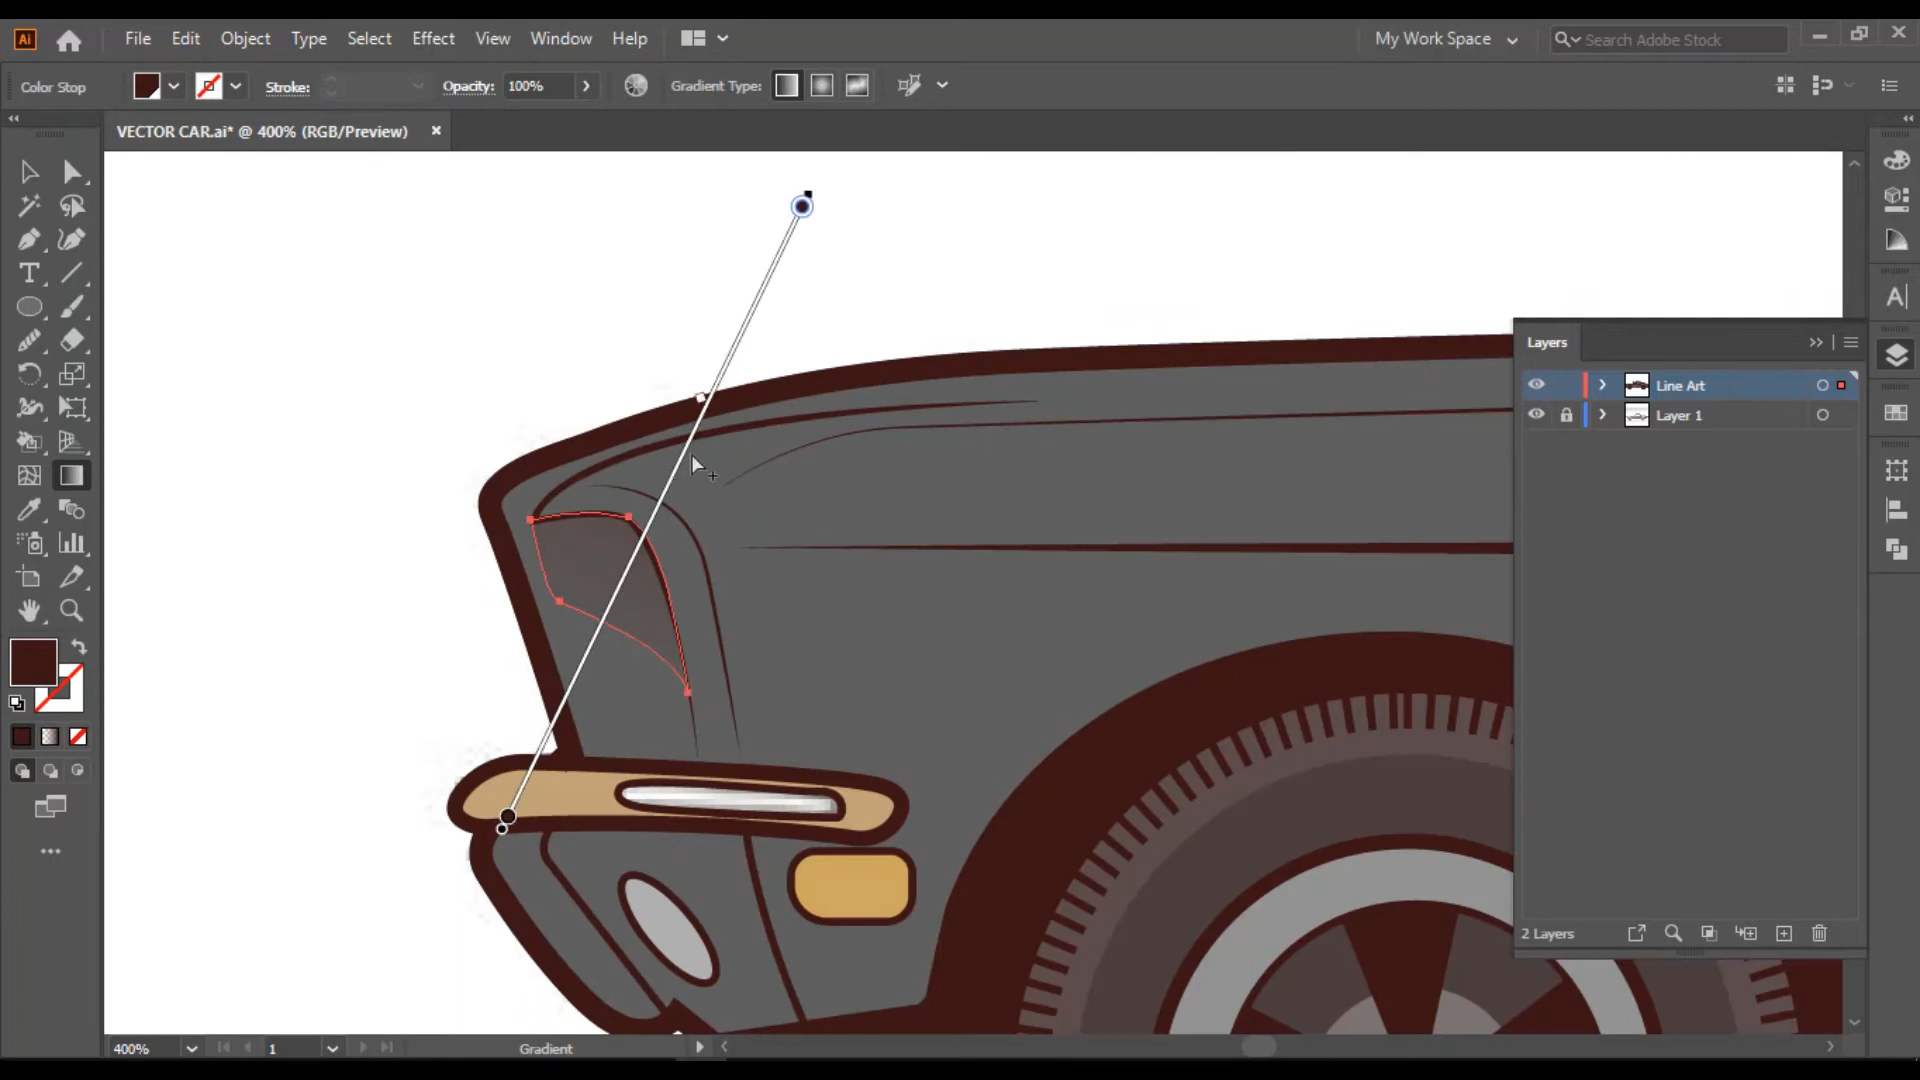 Ai File Edit Object Type Select Effect View Window Help My Work Space Search Adobe Stock
Color Stop Stroke: Opacity: 100% Gradient Type:
VECTOR CAR.ai* @ 400% (RGB/Preview)
Layers
Line Art
Layer 1
2 Layers
400% 1 Gradient